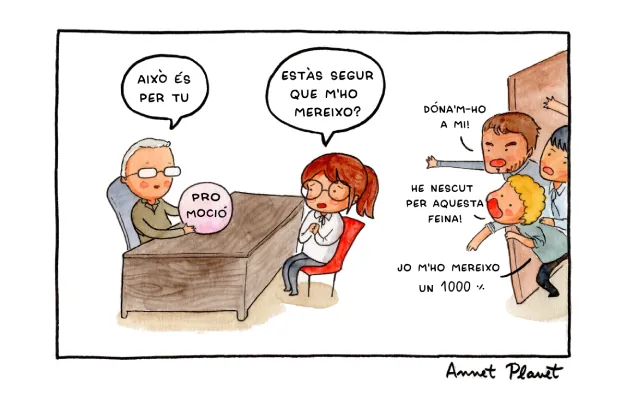 AIXÒ ÉS
PER TU
ESTÀS SEGUR
QUE M'HO
MEREIXO?
PRO
MOCIÓ
DÓNA'M-HO
A MI!
HE NESCUT
PER AQUESTA
FEINA!
JO M'HO MEREIXO
UN 1000 %
Annet Planet